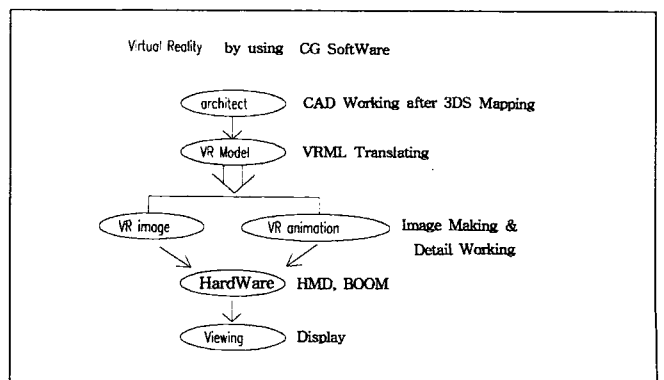 Virtual Reality by using CG SoftWare
architect CAD Working after 3DS Mapping
VR Model VRML Translating
VR image VR animation Image Making &
Detail Working
HardWare HMD, BOOM
Viewing Display